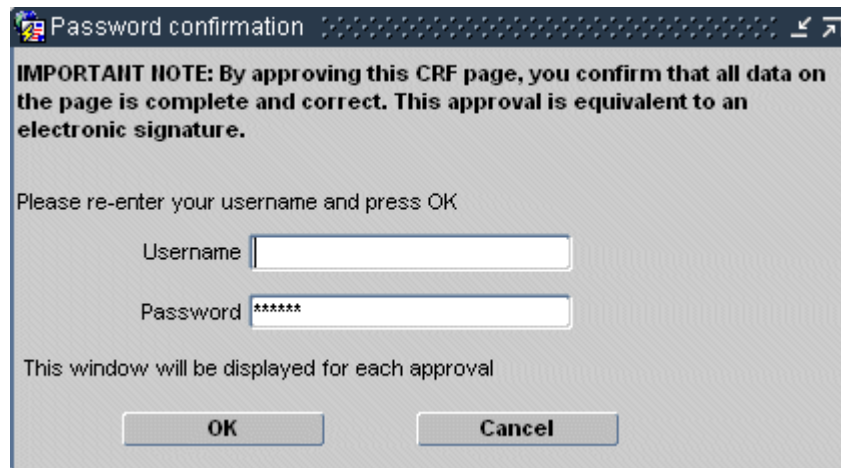 Password confirmation
IMPORTANT NOTE: By approving this CRF page, you confirm that all data on
the page is complete and correct. This approval is equivalent to an
electronic signature.
Please re-enter your username and press OK
Username
Password ******
This window will be displayed for each approval
OK Cancel